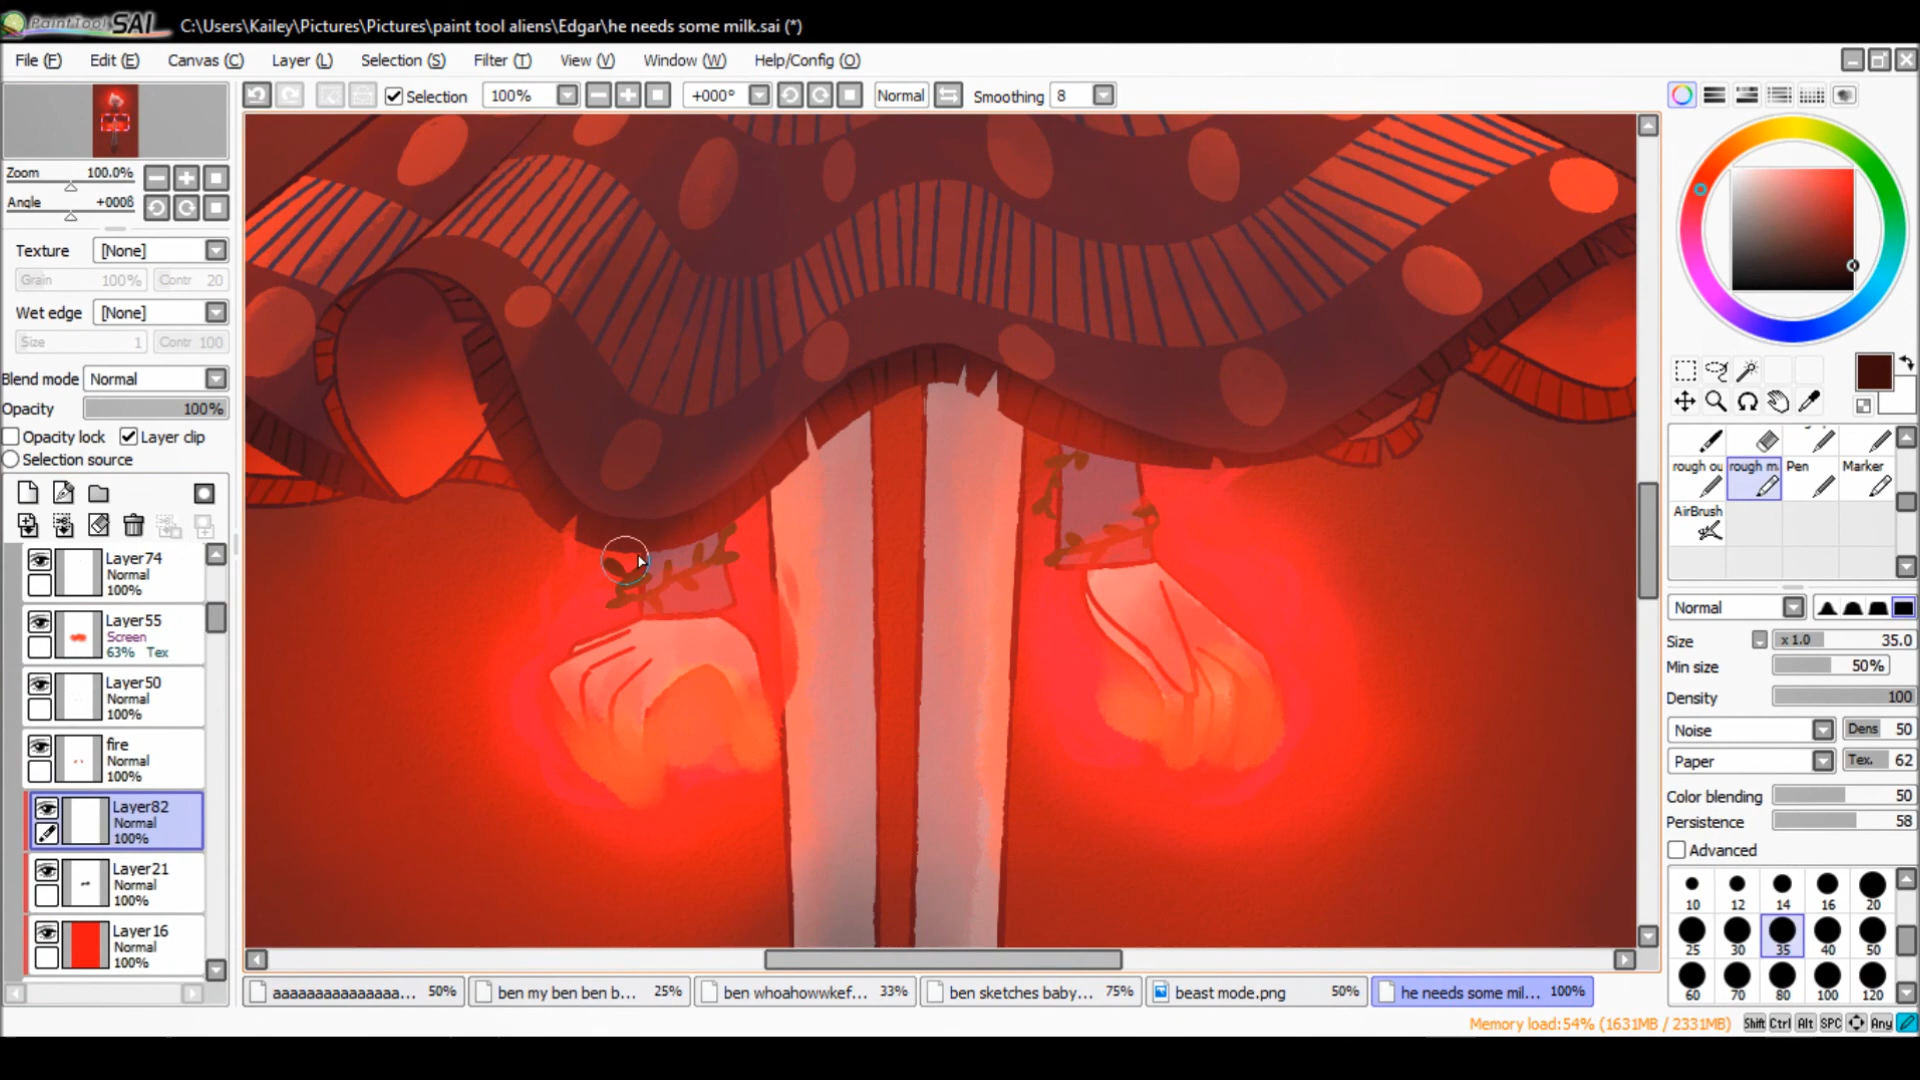 PaintTool SAI C:\Users\Kailey\Pictures\Pictures\paint tool aliens\Edgar\he needs some milk.sai (*)
File (F) Edit (E) Canvas (C) Layer (L) Selection (S) Filter (T) View (V) Window (W) Help/Config (O)
Selection 100% +000° Normal Smoothing 8
Zoom 100.0%
Angle +0008
Texture [None]
Grain 100% Contr 20
Wet edge [None]
Size 1 Contr 100
Blend mode Normal
Opacity 100%
Opacity lock Layer clip
Selection source
Layer74
Normal
100%
Layer55
Screen
63% Tex
Layer50
Normal
100%
fire
Normal
100%
Layer82
Normal
100%
Layer21
Normal
100%
Layer16
Normal
100%
rough ou rough m Pen Marker
AirBrush
Normal
Size x 1.0 35.0
Min size 50%
Density 100
Noise Dens 50
Paper Tex. 62
Color blending 50
Persistence 58
Advanced
10 12 14 16 20
25 30 35 40 50
60 70 80 100 120
aaaaaaaaaaaaaaa... 50% ben my ben ben b... 25% ben whoahowwkef... 33% ben sketches baby... 75% beast mode.png 50% he needs some mil... 100%
Memory load:54% (1631MB / 2331MB) Shift Ctrl Alt SPC Any